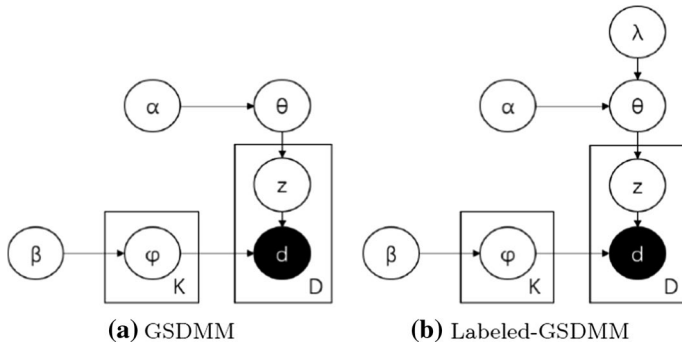 λ
α θ α θ
z z
β φ d β φ d
K D K D
(a) GSDMM (b) Labeled-GSDMM